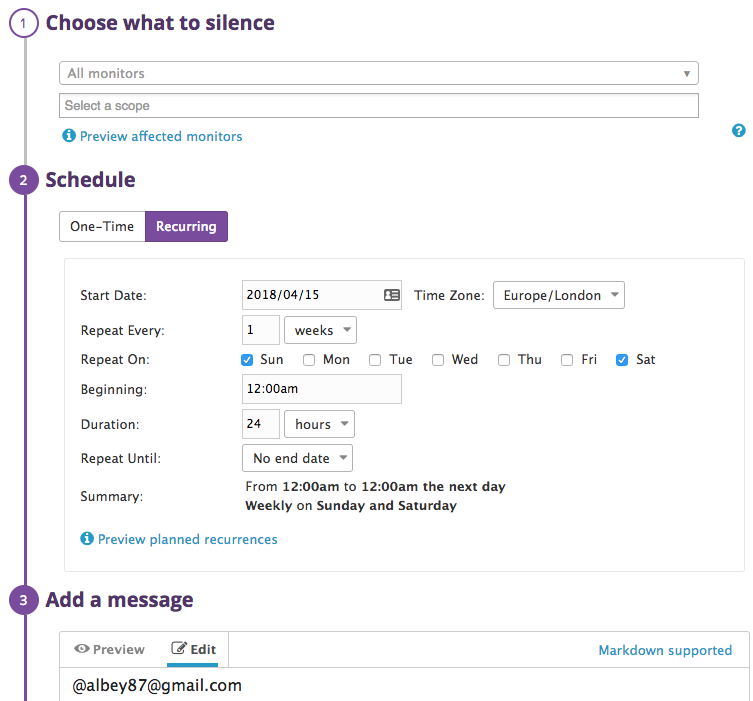 1 Choose what to silence
All monitors
Select a scope
Preview affected monitors
2 Schedule
One-Time Recurring
Start Date: 2018/04/15 Time Zone: Europe/London
Repeat Every: 1 weeks
Repeat On: Sun Mon Tue Wed Thu Fri Sat
Beginning: 12:00am
Duration: 24 hours
Repeat Until: No end date
Summary: From 12:00am to 12:00am the next day
Weekly on Sunday and Saturday
Preview planned recurrences
3 Add a message
Preview Edit Markdown supported
@albey87@gmail.com